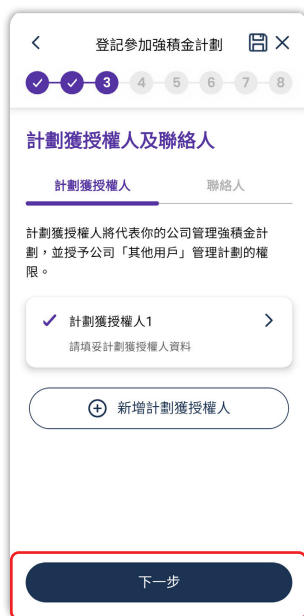 登記參加強積金計劃
3 4 5 6 7 8
計劃獲授權人及聯絡人
計劃獲授權人 聯絡人
計劃獲授權人將代表你的公司管理強積金計
劃，並授予公司「其他用戶」管理計劃的權
限。
計劃獲授權人1
請填妥計劃獲授權人資料
新增計劃獲授權人
下一步